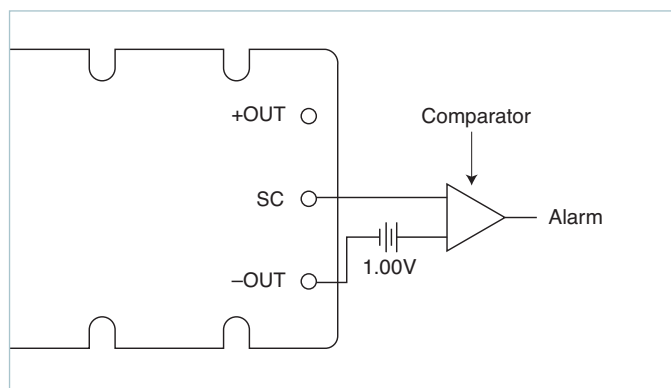 +OUT
Comparator
SC
Alarm
–OUT
1.00V